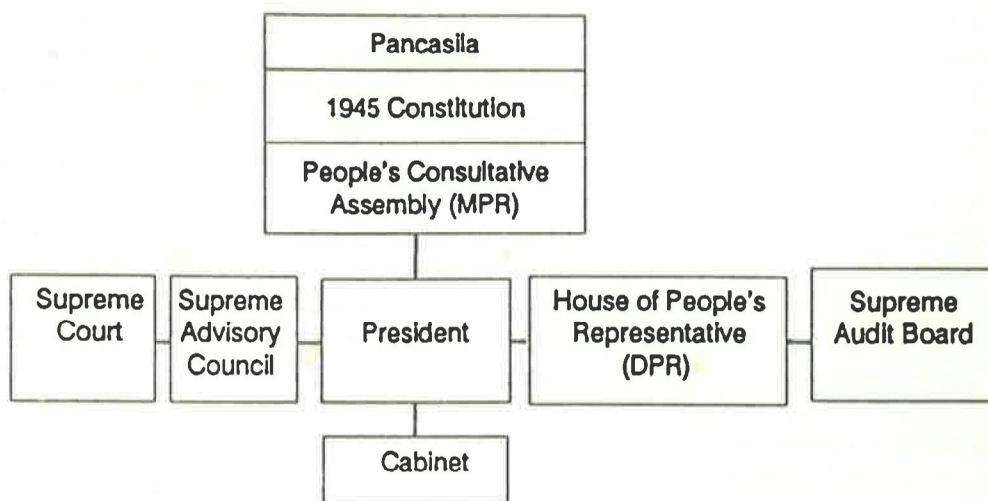 Pancasila
1945 Constitution
People's Consultative
Assembly (MPR)
Supreme
Court
Supreme
Advisory
Council
President
House of People's
Representative
(DPR)
Supreme
Audit Board
Cabinet